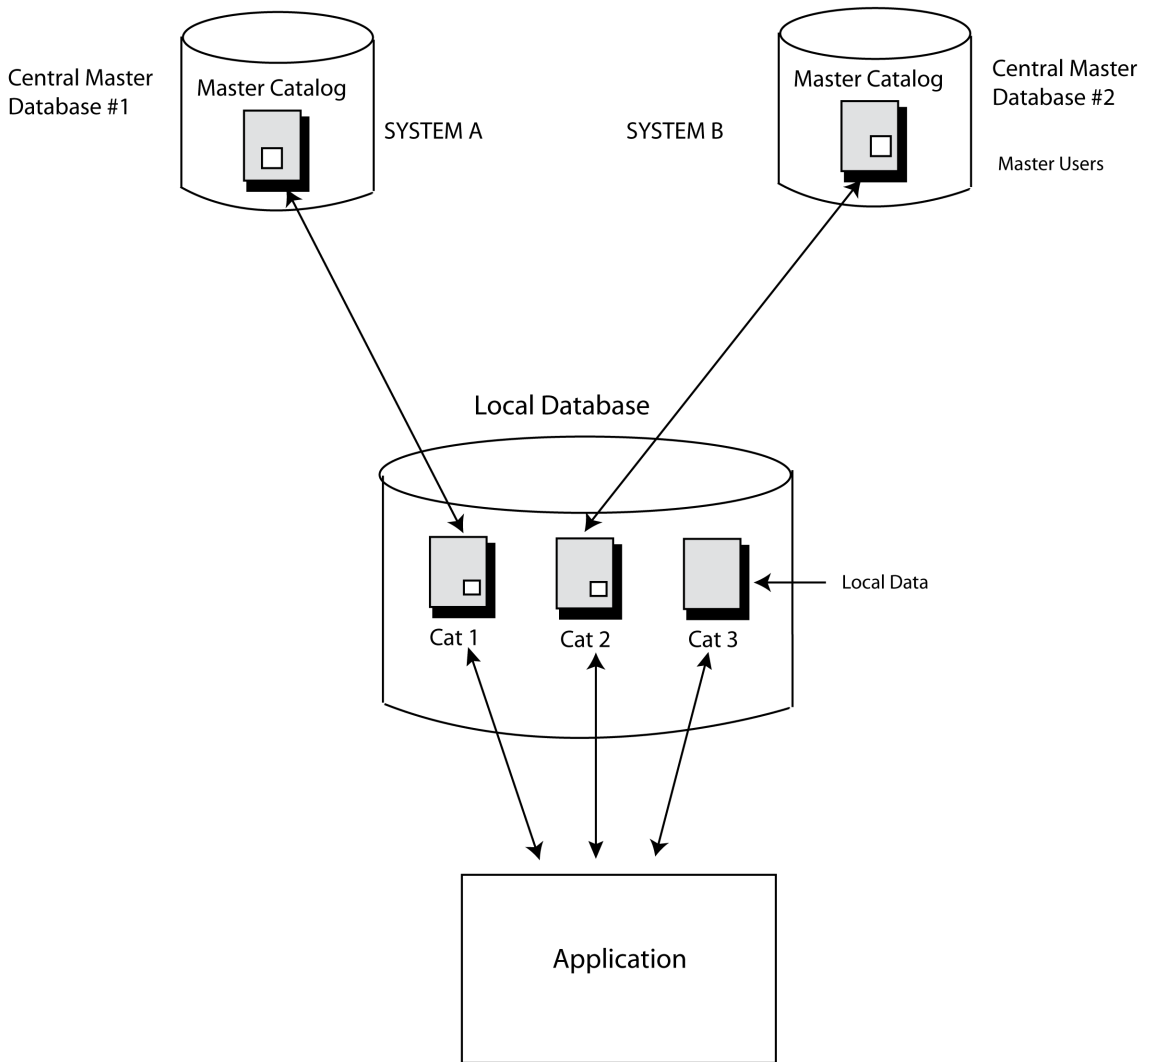 Central Master
Database #1
Master Catalog
SYSTEM A
SYSTEM B
Master Catalog
Central Master
Database #2
Master Users
Local Database
Cat 1
Cat 2
Cat 3
Local Data
Application